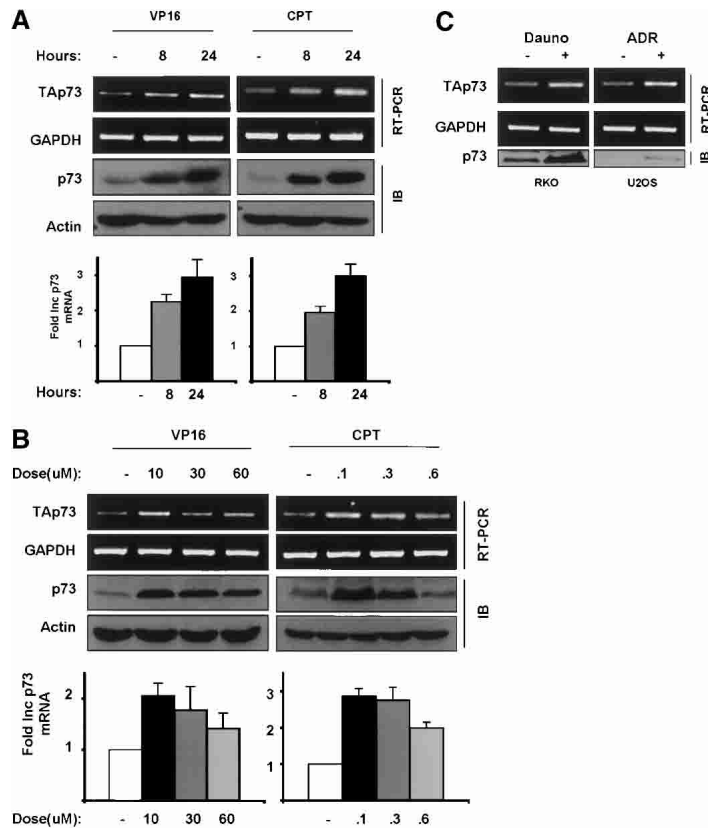 A
VP16 CPT
Hours: - 8 24 - 8 24
TAp73
GAPDH
RT-PCR
p73
Actin
IB
Fold Inc p73
mRNA
3
2
1
3
2
1
Hours: - 8 24 - 8 24
C
Dauno ADR
- + - +
TAp73
GAPDH
RT-PCR
p73
IB
RKO U2OS
B
VP16 CPT
Dose(uM): - 10 30 60 - .1 .3 .6
TAp73
GAPDH
RT-PCR
p73
Actin
IB
Fold Inc p73
mRNA
2
1
3
2
1
Dose(uM): - 10 30 60 - .1 .3 .6